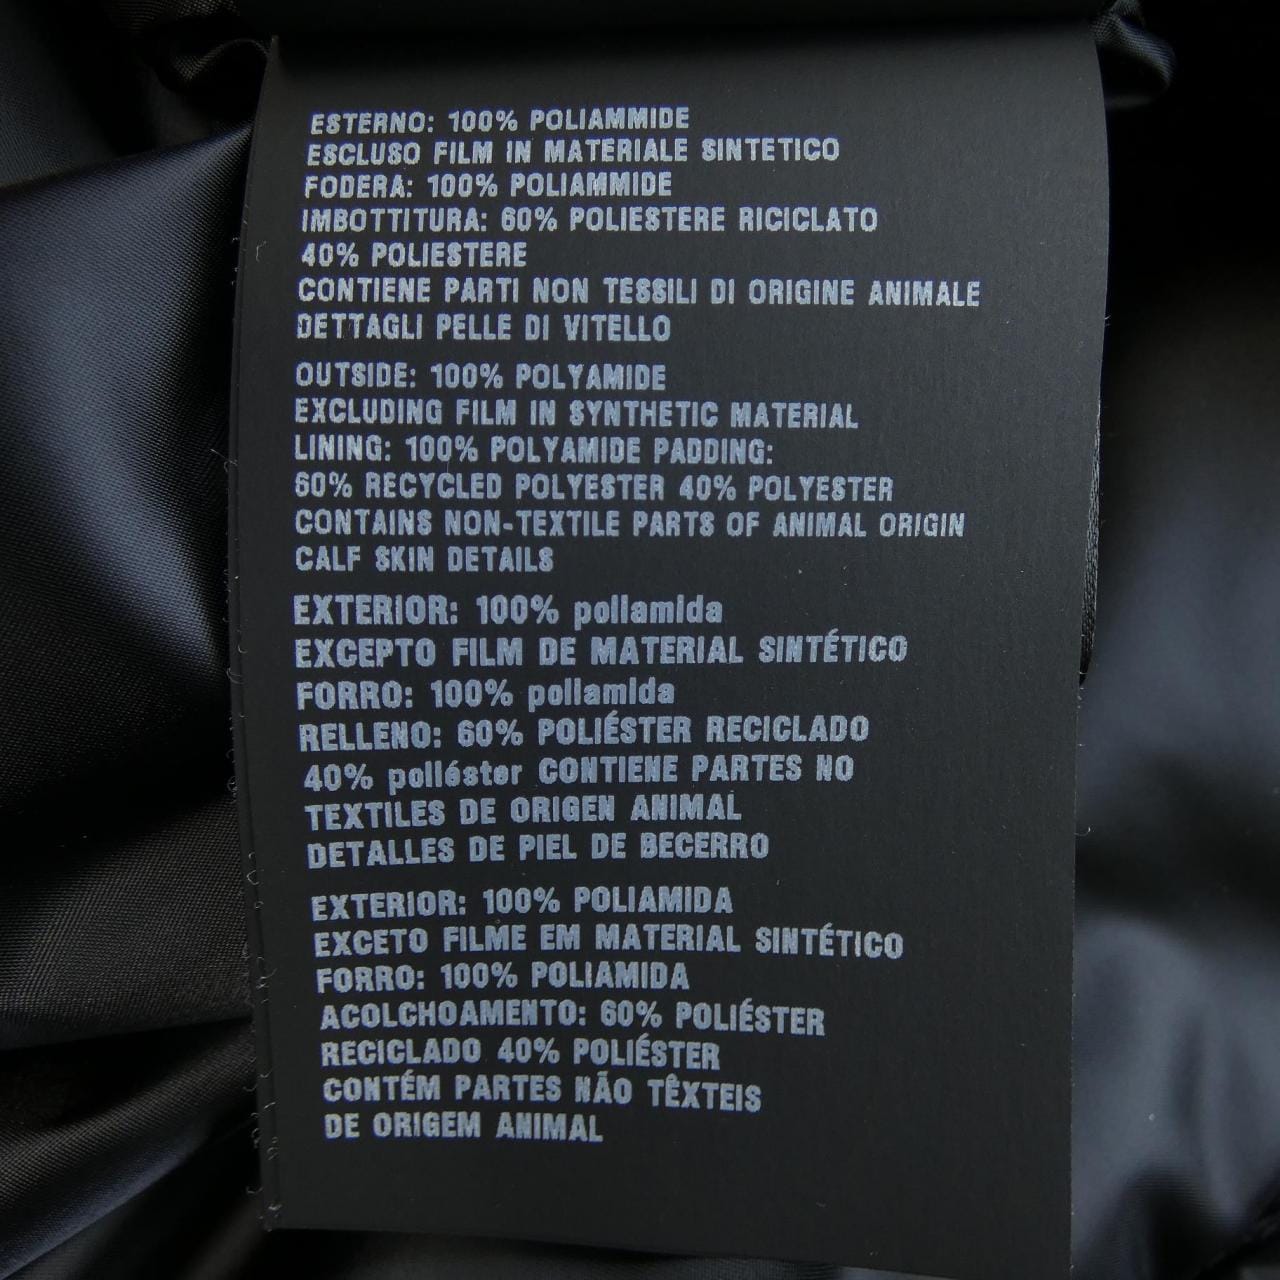 ESTERNO: 100% POLIAMMIDE
ESCLUSO FILM IN MATERIALE SINTETICO
FODERA: 100% POLIAMMIDE
IMBOTTITURA: 60% POLIESTERE RICICLATO
40% POLIESTERE
CONTIENE PARTI NON TESSILI DI ORIGINE ANIMALE
DETTAGLI PELLE DI VITELLO
OUTSIDE: 100% POLYAMIDE
EXCLUDING FILM IN SYNTHETIC MATERIAL
LINING: 100% POLYAMIDE PADDING:
60% RECYCLED POLYESTER 40% POLYESTER
CONTAINS NON-TEXTILE PARTS OF ANIMAL ORIGIN
CALF SKIN DETAILS
EXTERIOR: 100% poliamida
EXCEPTO FILM DE MATERIAL SINTÉTICO
FORRO: 100% poliamida
RELLENO: 60% POLIÉSTER RECICLADO
40% poliéster CONTIENE PARTES NO
TEXTILES DE ORIGEN ANIMAL
DETALLES DE PIEL DE BECERRO
EXTERIOR: 100% POLIAMIDA
EXCETO FILME EM MATERIAL SINTÉTICO
FORRO: 100% POLIAMIDA
ACOLCHOAMENTO: 60% POLIÉSTER
RECICLADO 40% POLIÉSTER
CONTÉM PARTES NÃO TÊXTEIS
DE ORIGEM ANIMAL